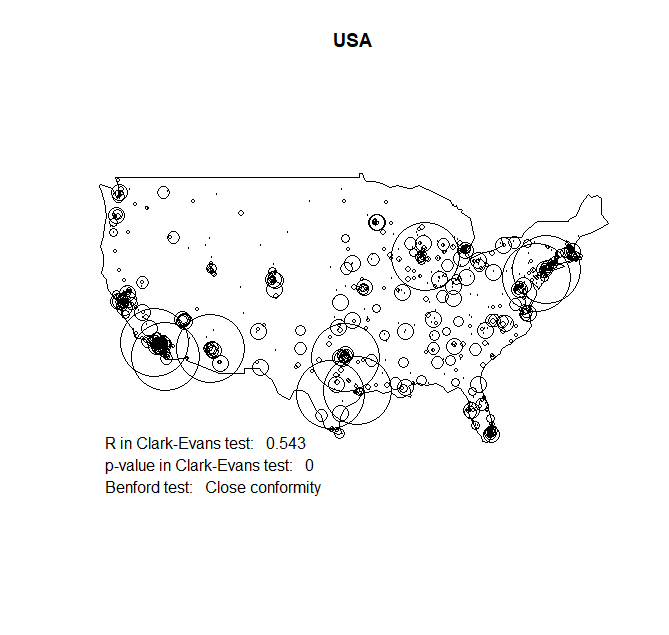 USA
R in Clark-Evans test: 0.543
p-value in Clark-Evans test: 0
Benford test: Close conformity